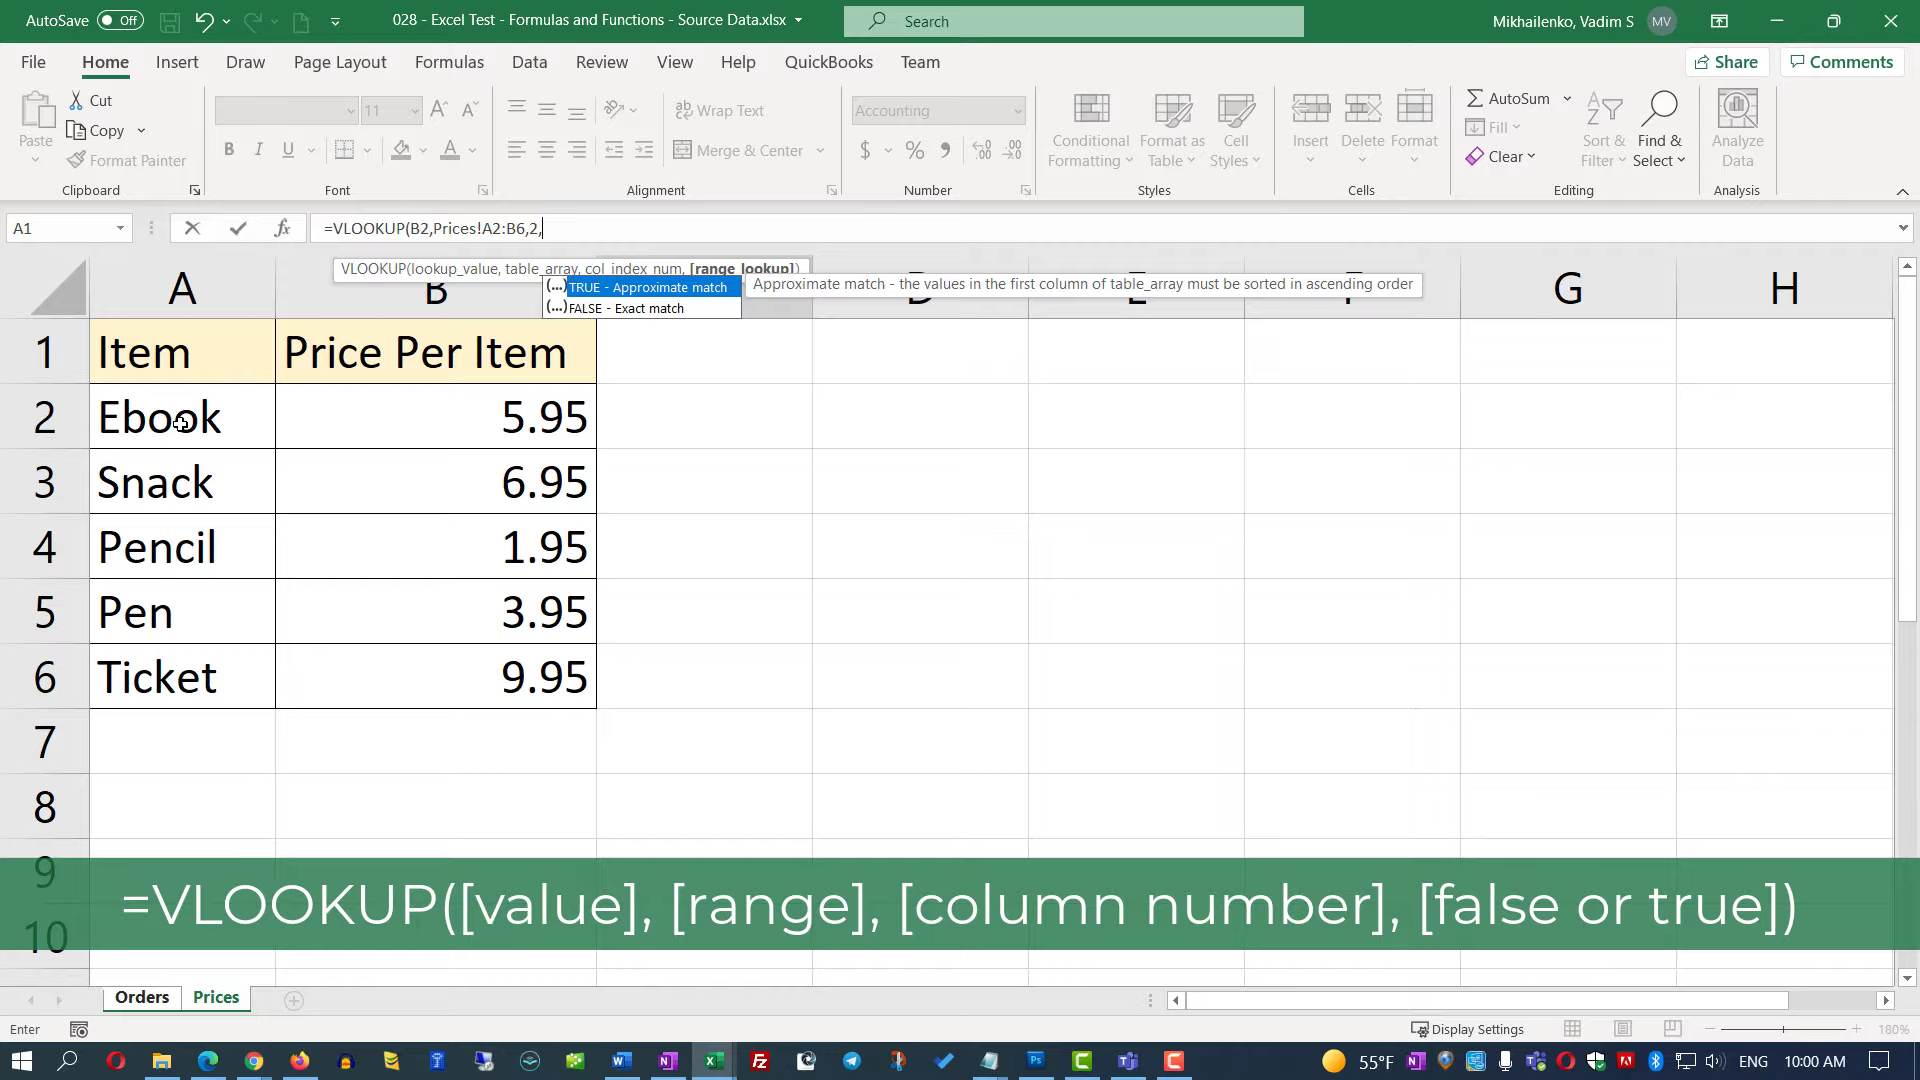 AutoSave Off 028 - Excel Test - Formulas and Functions - Source Data.xlsx Search Mikhailenko, Vadim S MV
File Home Insert Draw Page Layout Formulas Data Review View Help QuickBooks Team Share Comments
Paste Cut Copy Format Painter
11 Wrap Text Merge & Center
Accounting
Conditional Formatting Format as Table Cell Styles
Insert Delete Format
AutoSum Fill Clear Sort & Filter Find & Select
Analyze Data
Clipboard Font Alignment Number Styles Cells Editing Analysis
A1 fx =VLOOKUP(B2,Prices!A2:B6,2,
VLOOKUP(lookup_value, table_array, col_index_num, [range_lookup])
(...) TRUE - Approximate match Approximate match - the values in the first column of table_array must be sorted in ascending order
(...) FALSE - Exact match
A B G H
1 Item Price Per Item
2 Ebook 5.95
3 Snack 6.95
4 Pencil 1.95
5 Pen 3.95
6 Ticket 9.95
7
8
9
=VLOOKUP([value], [range], [column number], [false or true])
10
Orders Prices
Enter Display Settings 180%
55°F ENG 10:00 AM